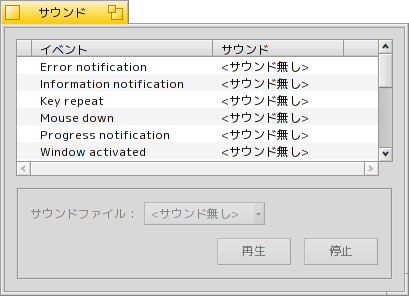 サウンド
イベント サウンド
Error notification <サウンド無し>
Information notification <サウンド無し>
Key repeat <サウンド無し>
Mouse down <サウンド無し>
Progress notification <サウンド無し>
Window activated <サウンド無し>
サウンドファイル： <サウンド無し>
再生 停止